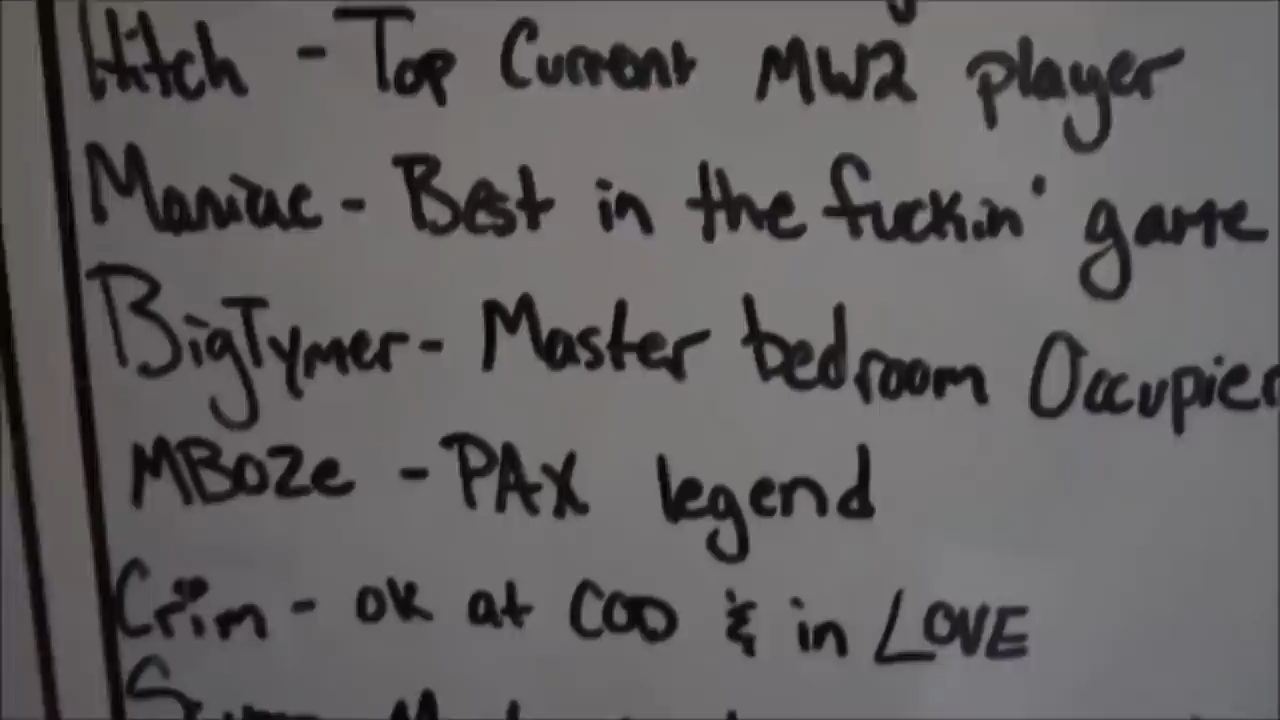 Hitch - Top Current MW2 player
Maniac - Best in the fuckin' game
BigTymer - Master bedroom Occupier
MBoze - PAX legend
Crim - ok at COD & in LOVE